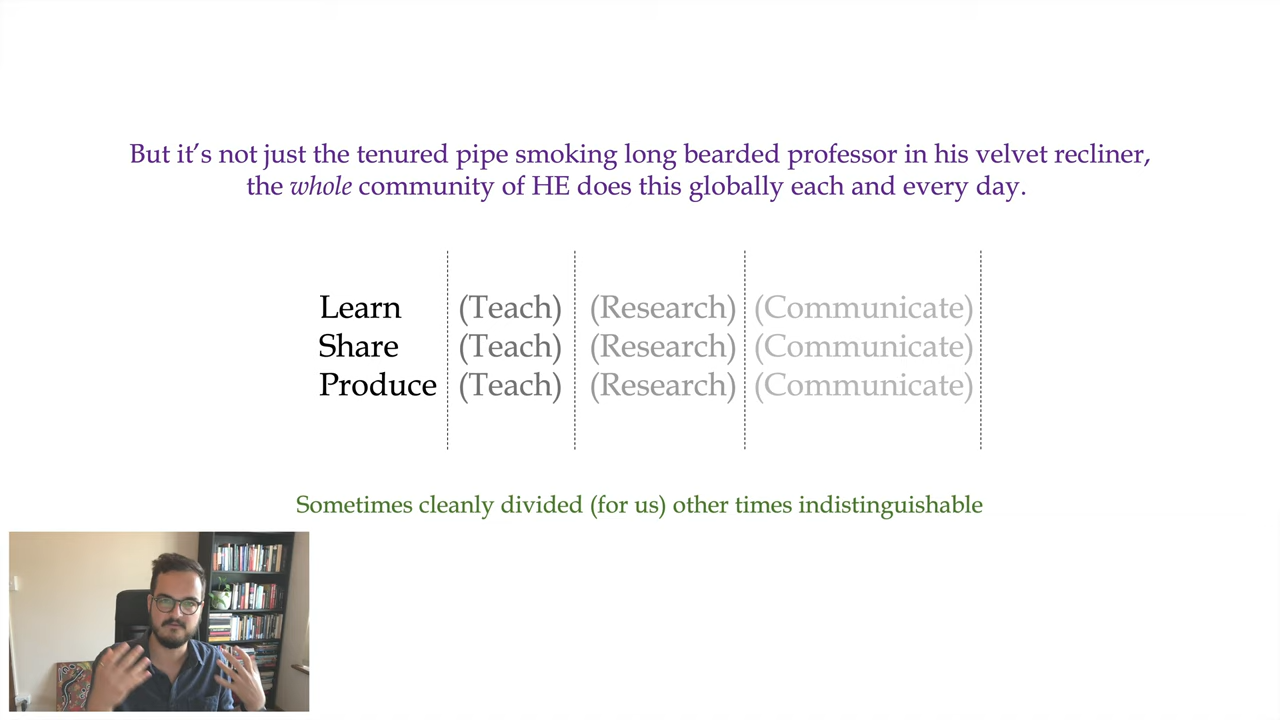 But it’s not just the tenured pipe smoking long bearded professor in his velvet recliner,
the whole community of HE does this globally each and every day.
Learn (Teach) (Research) (Communicate)
Share (Teach) (Research) (Communicate)
Produce (Teach) (Research) (Communicate)
Sometimes cleanly divided (for us) other times indistinguishable